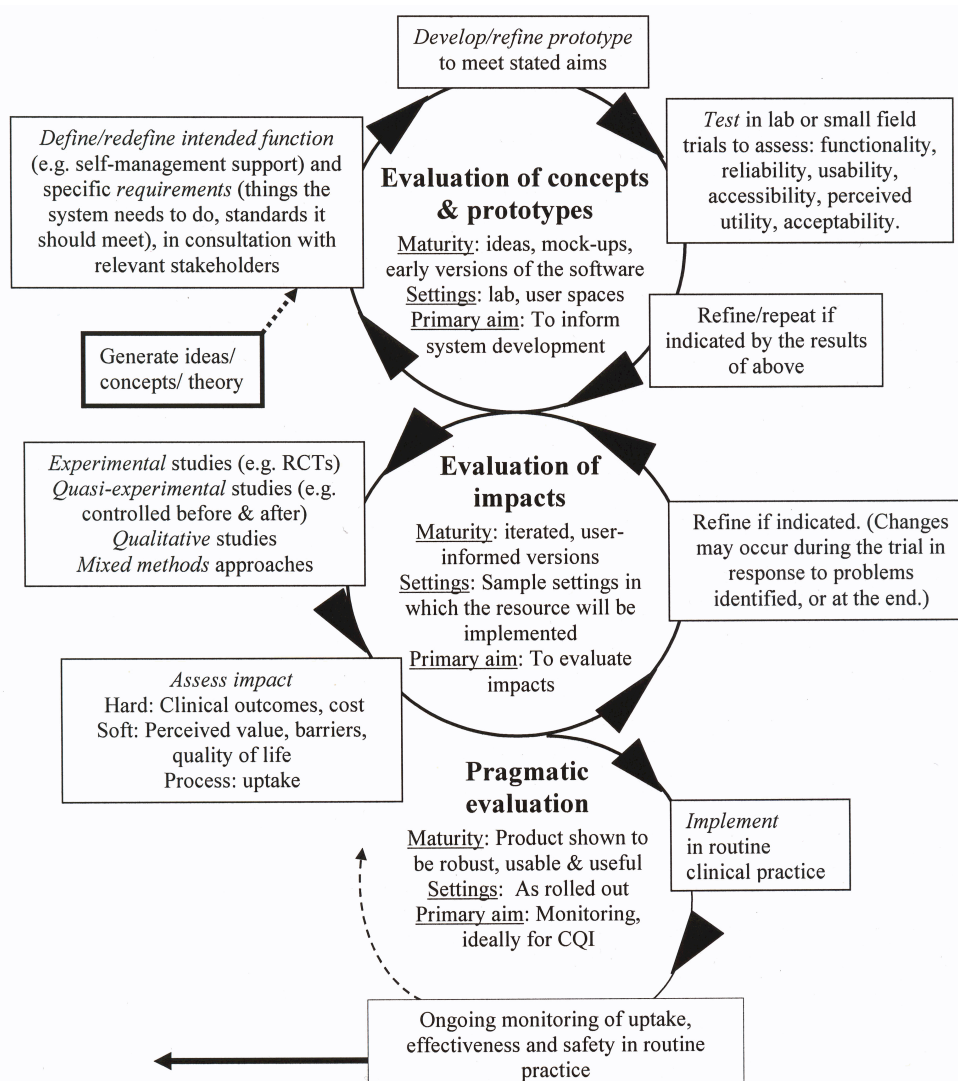 Develop/refine prototype
to meet stated aims
Define/redefine intended function
(e.g. self-management support) and
specific requirements (things the
system needs to do, standards it
should meet), in consultation with
relevant stakeholders
Test in lab or small field
trials to assess: functionality,
reliability, usability,
accessibility, perceived
utility, acceptability.
Evaluation of concepts
& prototypes
Maturity: ideas, mock-ups,
early versions of the software
Settings: lab, user spaces
Primary aim: To inform
system development
Generate ideas/
concepts/ theory
Refine/repeat if
indicated by the results
of above
Experimental studies (e.g. RCTs)
Quasi-experimental studies (e.g.
controlled before & after)
Qualitative studies
Mixed methods approaches
Evaluation of
impacts
Maturity: iterated, user-
informed versions
Settings: Sample settings in
which the resource will be
implemented
Primary aim: To evaluate
impacts
Refine if indicated. (Changes
may occur during the trial in
response to problems
identified, or at the end.)
Assess impact
Hard: Clinical outcomes, cost
Soft: Perceived value, barriers,
quality of life
Process: uptake
Pragmatic
evaluation
Maturity: Product shown to
be robust, usable & useful
Settings: As rolled out
Primary aim: Monitoring,
ideally for CQI
Implement
in routine
clinical practice
Ongoing monitoring of uptake,
effectiveness and safety in routine
practice